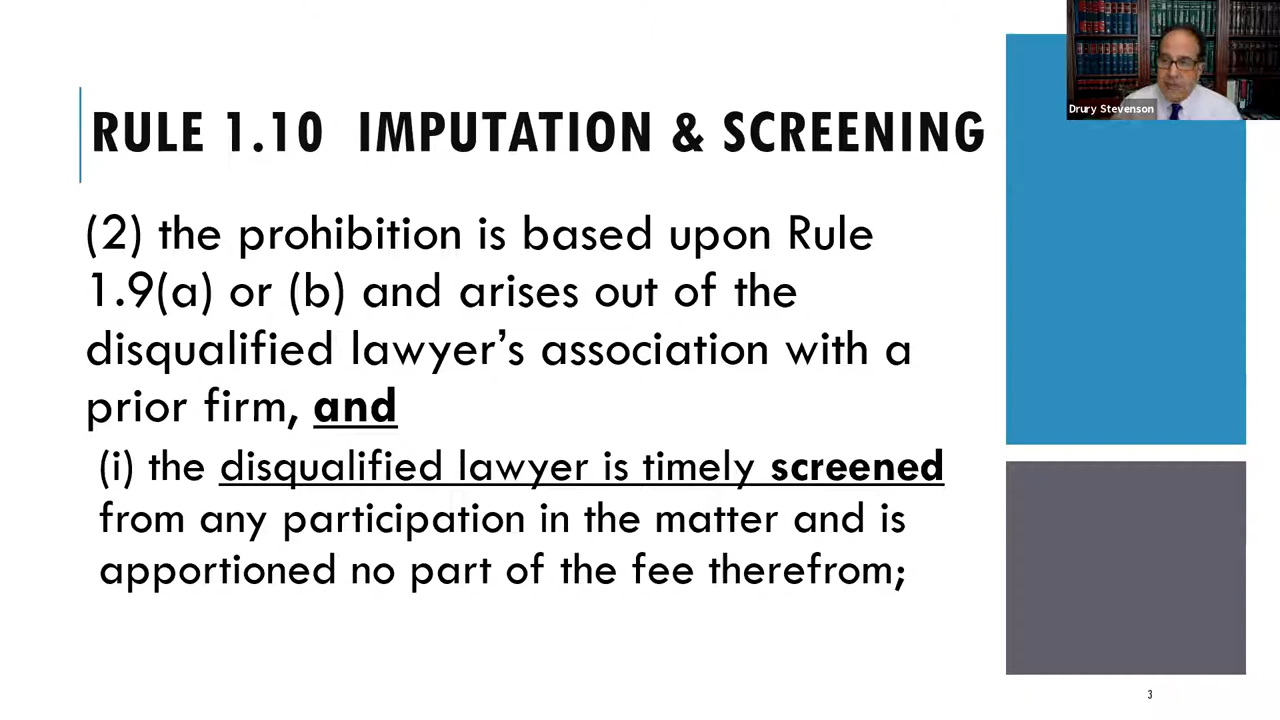 Drury Stevenson
RULE 1.10 IMPUTATION & SCREENING
(2) the prohibition is based upon Rule
1.9(a) or (b) and arises out of the
disqualified lawyer’s association with a
prior firm, and
(i) the disqualified lawyer is timely screened
from any participation in the matter and is
apportioned no part of the fee therefrom;
3